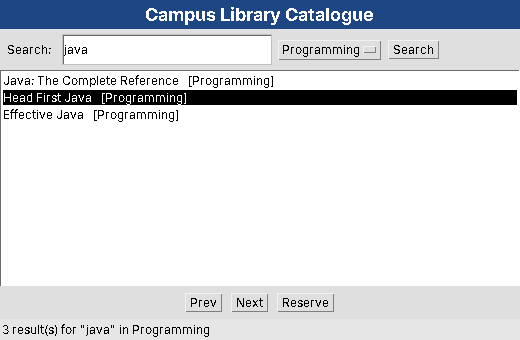 Campus Library Catalogue
Search: java Programming Search
Java: The Complete Reference [Programming]
Head First Java [Programming]
Effective Java [Programming]
Prev Next Reserve
3 result(s) for "java" in Programming